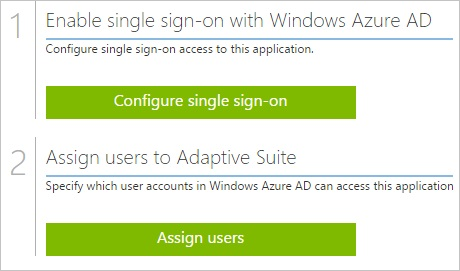 1
Enable single sign-on with Windows Azure AD
Configure single sign-on access to this application.
Configure single sign-on
2
Assign users to Adaptive Suite
Specify which user accounts in Windows Azure AD can access this application
Assign users